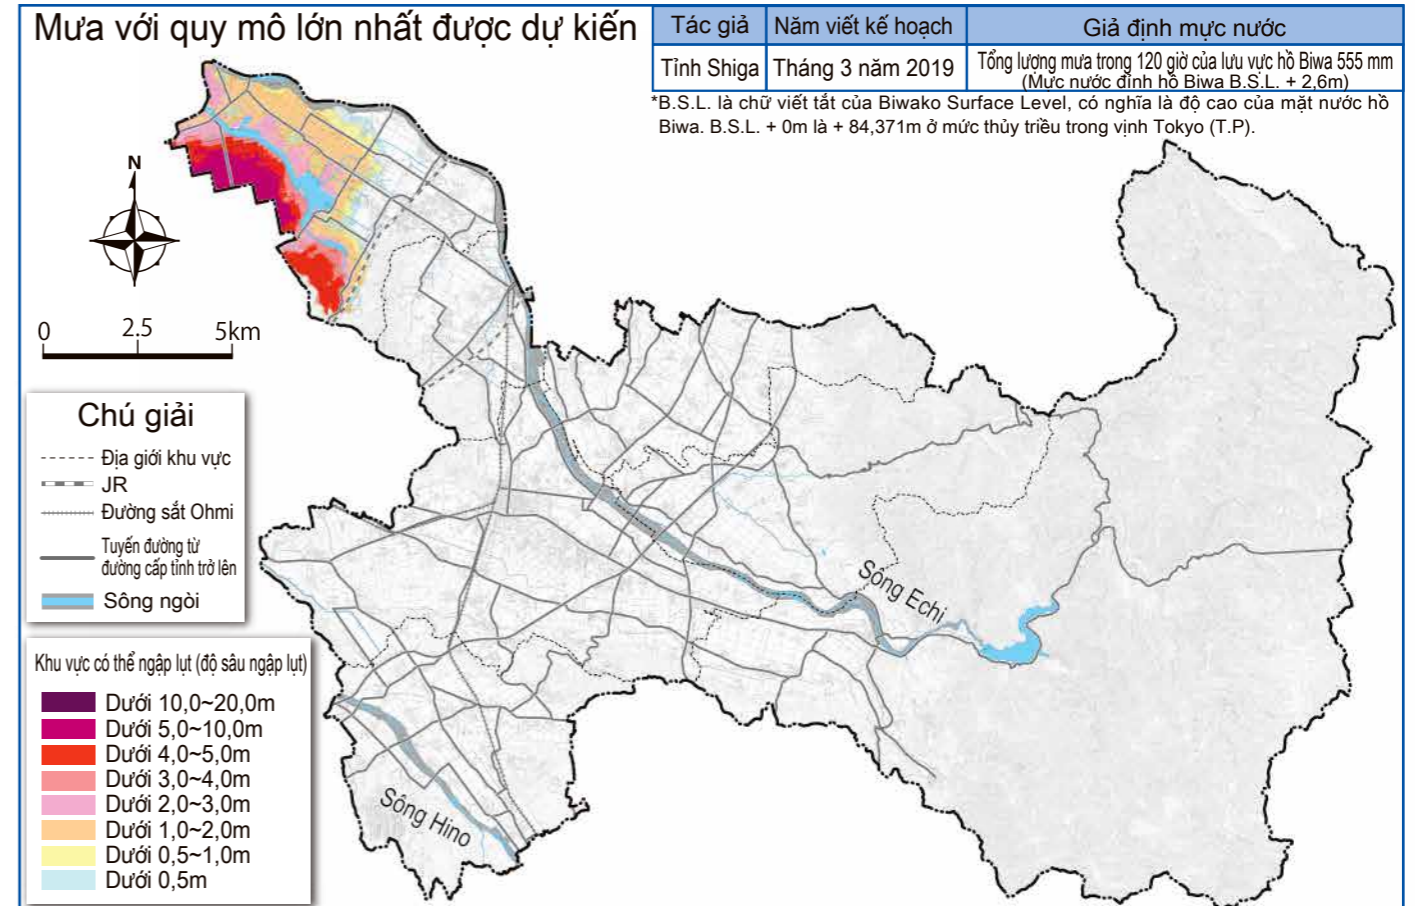 Mưa với quy mô lớn nhất được dự kiến
Tác giả Năm viết kế hoạch Giả định mực nước
Tỉnh Shiga Tháng 3 năm 2019 Tổng lượng mưa trong 120 giờ của lưu vực hồ Biwa 555 mm
(Mực nước đỉnh hồ Biwa B.S.L. + 2,6m)
*B.S.L. là chữ viết tắt của Biwako Surface Level, có nghĩa là độ cao của mặt nước hồ
Biwa. B.S.L. + 0m là + 84,371m ở mức thủy triều trong vịnh Tokyo (T.P).
N
0 2.5 5km
Chú giải
Địa giới khu vực
JR
Đường sắt Ohmi
Tuyến đường từ
đường cấp tỉnh trở lên
Sông ngòi
Khu vực có thể ngập lụt (độ sâu ngập lụt)
Dưới 10,0~20,0m
Dưới 5,0~10,0m
Dưới 4,0~5,0m
Dưới 3,0~4,0m
Dưới 2,0~3,0m
Dưới 1,0~2,0m
Dưới 0,5~1,0m
Dưới 0,5m
Sông Echi
Sông Hino